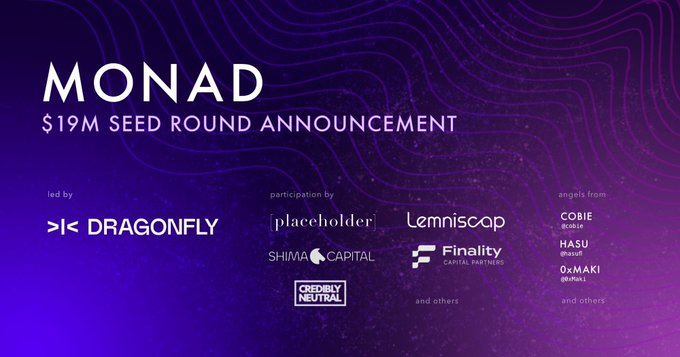 MONAD
$19M SEED ROUND ANNOUNCEMENT
led by
DRAGONFLY
participation by
[placeholder]
Lemniscap
SHIMA CAPITAL
Finality
CAPITAL PARTNERS
CREDIBLY
NEUTRAL
and others
angels from
COBIE
@cobie
HASU
@hasufl
0xMAKI
@0xMaki
and others